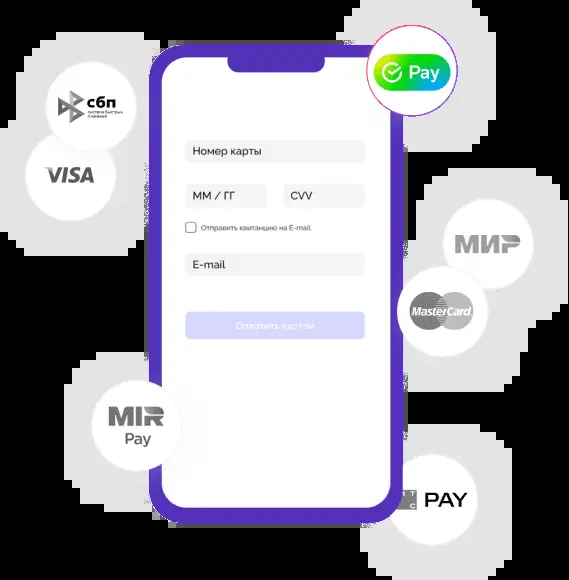 Pay
сбп
система быстрых
платежей
VISA
Номер карты
ММ / ГГ
CVV
Отправить квитанцию на E-mail
E-mail
Оплатить картой
МИР
MasterCard
MIR
Pay
МТС PAY